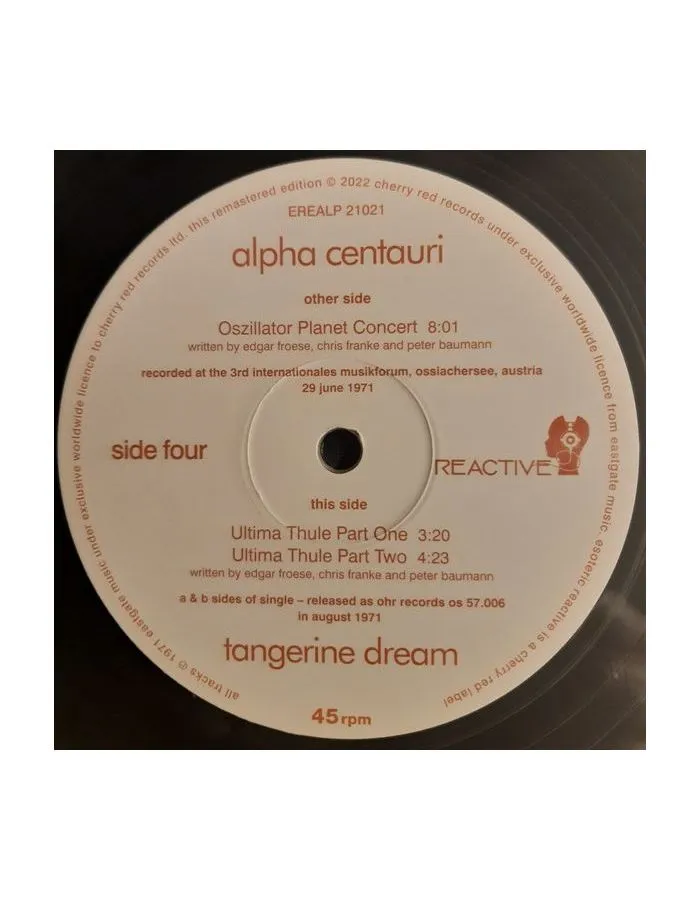 all tracks ℗ 1971 eastgate music under exclusive worldwide licence to cherry red records ltd. this remastered edition © 2022 cherry red records under exclusive worldwide licence from eastgate music. esoteric reactive is a cherry red label
EREALP 21021
alpha centauri
other side
Oszillator Planet Concert 8:01
written by edgar froese, chris franke and peter baumann
recorded at the 3rd internationales musikforum, ossiachersee, austria
29 june 1971
side four
REACTIVE
this side
Ultima Thule Part One 3:20
Ultima Thule Part Two 4:23
written by edgar froese, chris franke and peter baumann
a & b sides of single – released as ohr records os 57.006
in august 1971
tangerine dream
45 rpm